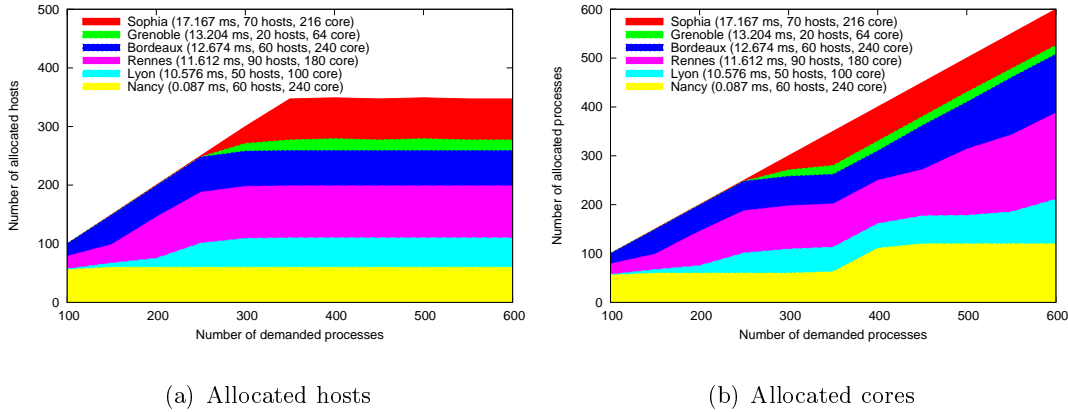 500
400
300
200
100
0
Number of allocated hosts
Sophia (17.167 ms, 70 hosts, 216 core)
Grenoble (13.204 ms, 20 hosts, 64 core)
Bordeaux (12.674 ms, 60 hosts, 240 core)
Rennes (11.612 ms, 90 hosts, 180 core)
Lyon (10.576 ms, 50 hosts, 100 core)
Nancy (0.087 ms, 60 hosts, 240 core)
100 200 300 400 500 600
Number of demanded processes
(a) Allocated hosts
600
500
400
300
200
100
0
Number of allocated processes
Sophia (17.167 ms, 70 hosts, 216 core)
Grenoble (13.204 ms, 20 hosts, 64 core)
Bordeaux (12.674 ms, 60 hosts, 240 core)
Rennes (11.612 ms, 90 hosts, 180 core)
Lyon (10.576 ms, 50 hosts, 100 core)
Nancy (0.087 ms, 60 hosts, 240 core)
100 200 300 400 500 600
Number of demanded processes
(b) Allocated cores